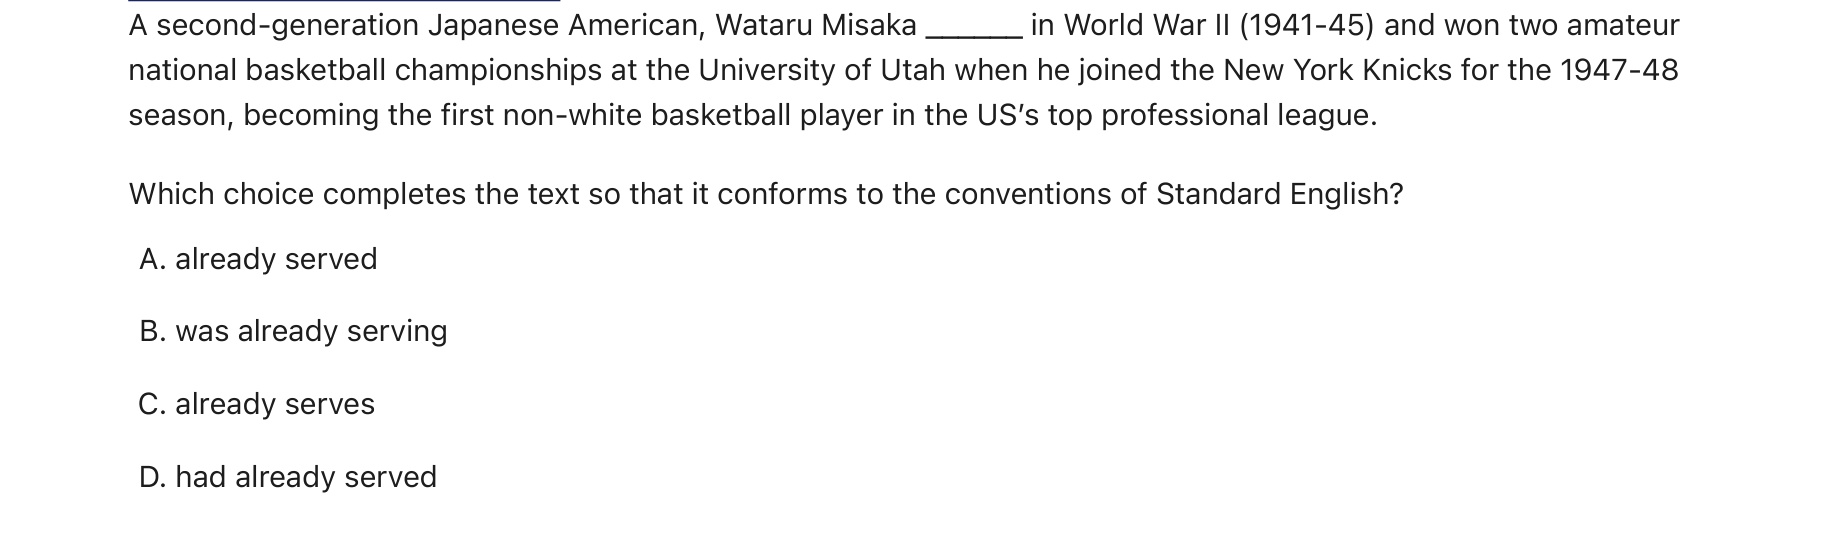 A second-generation Japanese American, Wataru Misaka ______ in World War II (1941-45) and won two amateur
national basketball championships at the University of Utah when he joined the New York Knicks for the 1947-48
season, becoming the first non-white basketball player in the US’s top professional league.
Which choice completes the text so that it conforms to the conventions of Standard English?
A. already served
B. was already serving
C. already serves
D. had already served